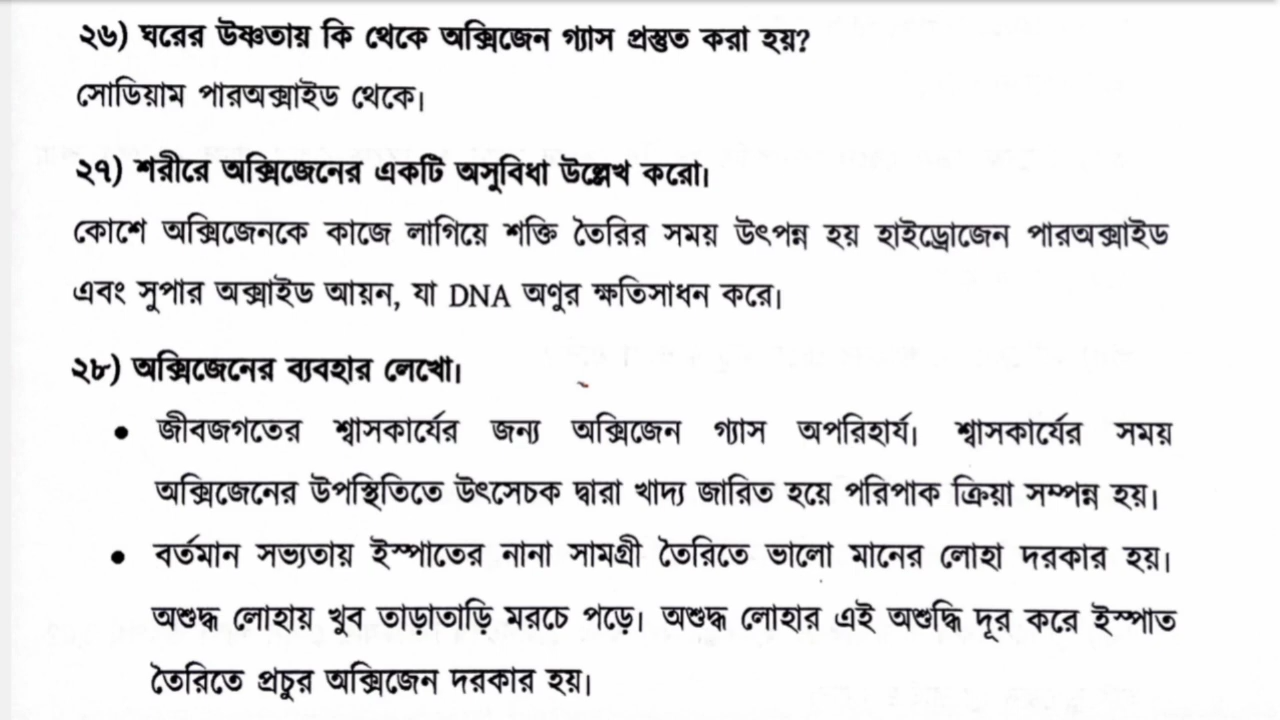 ২৬) ঘরের উষ্ণতায় কি থেকে অক্সিজেন গ্যাস প্রস্তুত করা হয়?
সোডিয়াম পারঅক্সাইড থেকে।
২৭) শরীরে অক্সিজেনের একটি অসুবিধা উল্লেখ করো।
কোশে অক্সিজেনকে কাজে লাগিয়ে শক্তি তৈরির সময় উৎপন্ন হয় হাইড্রোজেন পারঅক্সাইড
এবং সুপার অক্সাইড আয়ন, যা DNA অণুর ক্ষতিসাধন করে।
২৮) অক্সিজেনের ব্যবহার লেখো।
• জীবজগতের শ্বাসকার্যের জন্য অক্সিজেন গ্যাস অপরিহার্য। শ্বাসকার্যের সময়
অক্সিজেনের উপস্থিতিতে উৎসেচক দ্বারা খাদ্য জারিত হয়ে পরিপাক ক্রিয়া সম্পন্ন হয়।
• বর্তমান সভ্যতায় ইস্পাতের নানা সামগ্রী তৈরিতে ভালো মানের লোহা দরকার হয়।
অশুদ্ধ লোহায় খুব তাড়াতাড়ি মরচে পড়ে। অশুদ্ধ লোহার এই অশুদ্ধি দূর করে ইস্পাত
তৈরিতে প্রচুর অক্সিজেন দরকার হয়।